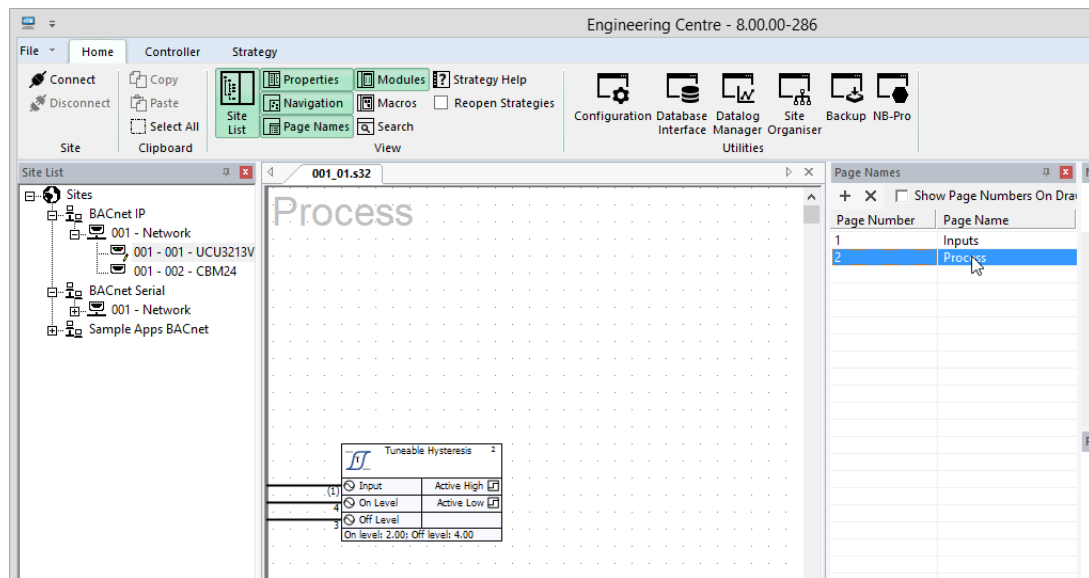 Engineering Centre - 8.00.00-286
File Home Controller Strategy
Connect
Disconnect
Site
Copy
Paste
Select All
Clipboard
Site List
Properties
Navigation
Page Names
Modules
Macros
Search
Strategy Help
Reopen Strategies
View
Configuration
Database Interface
Datalog Manager
Site Organiser
Backup
NB-Pro
Utilities
Site List
Sites
BACnet IP
001 - Network
001 - 001 - UCU3213V
001 - 002 - CBM24
BACnet Serial
001 - Network
Sample Apps BACnet
001_01.s32
Process
Tuneable Hysteresis 2
(1) Input Active High
4 On Level Active Low
3 Off Level
On level: 2.00; Off level: 4.00
Page Names
Show Page Numbers On Dra
Page Number Page Name
1 Inputs
2 Process